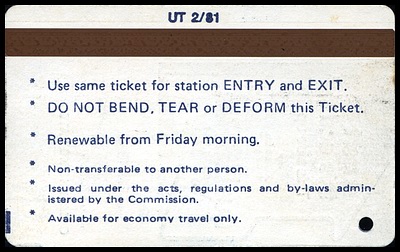 UT 2/81
* Use same ticket for station ENTRY and EXIT.
* DO NOT BEND, TEAR or DEFORM this Ticket.
* Renewable from Friday morning.
* Non-transferable to another person.
* Issued under the acts, regulations and by-laws admin-
istered by the Commission.
* Available for economy travel only.